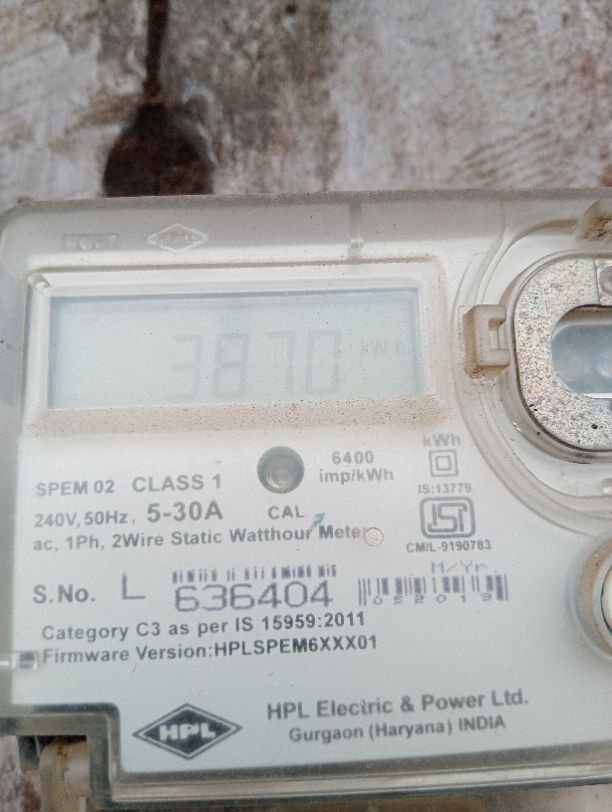 HPL
3870 kWh
6400
imp/kWh
kWh
SPEM 02 CLASS 1
IS:13779
240V, 50Hz, 5-30A
CAL
ac, 1Ph, 2Wire Static Watthour Meter
ISI
CM/L-9190783
M/Yr.
S.No. L 636404
052019
Category C3 as per IS 15959:2011
Firmware Version:HPLSPEM6XXX01
HPL
HPL Electric & Power Ltd.
Gurgaon (Haryana) INDIA